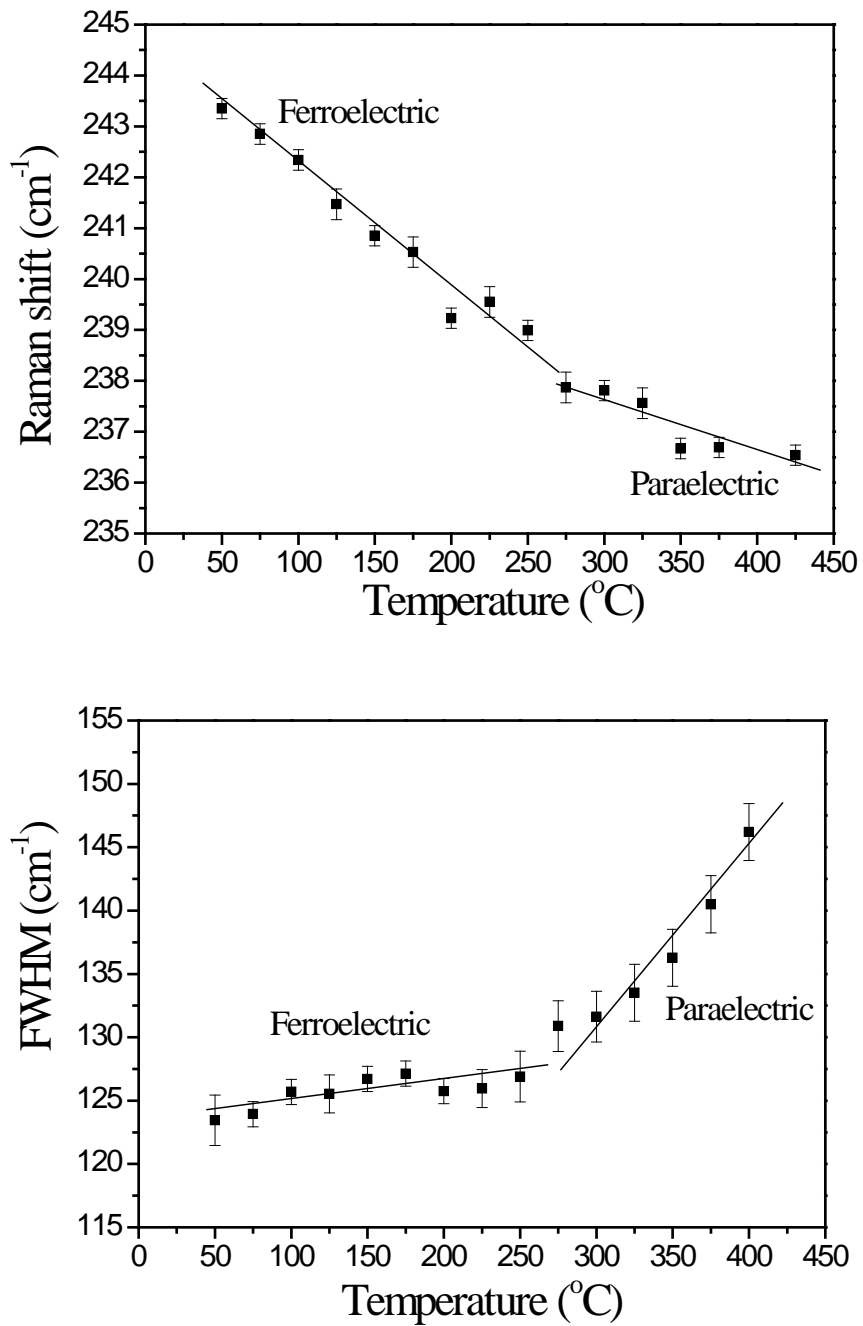 245
244
243
242
241
240
239
238
237
236
235
Raman shift (cm-1)
Ferroelectric
Paraelectric
0 50 100 150 200 250 300 350 400 450
Temperature (oC)
155
150
145
140
135
130
125
120
115
FWHM (cm-1)
Ferroelectric
Paraelectric
0 50 100 150 200 250 300 350 400 450
Temperature (oC)